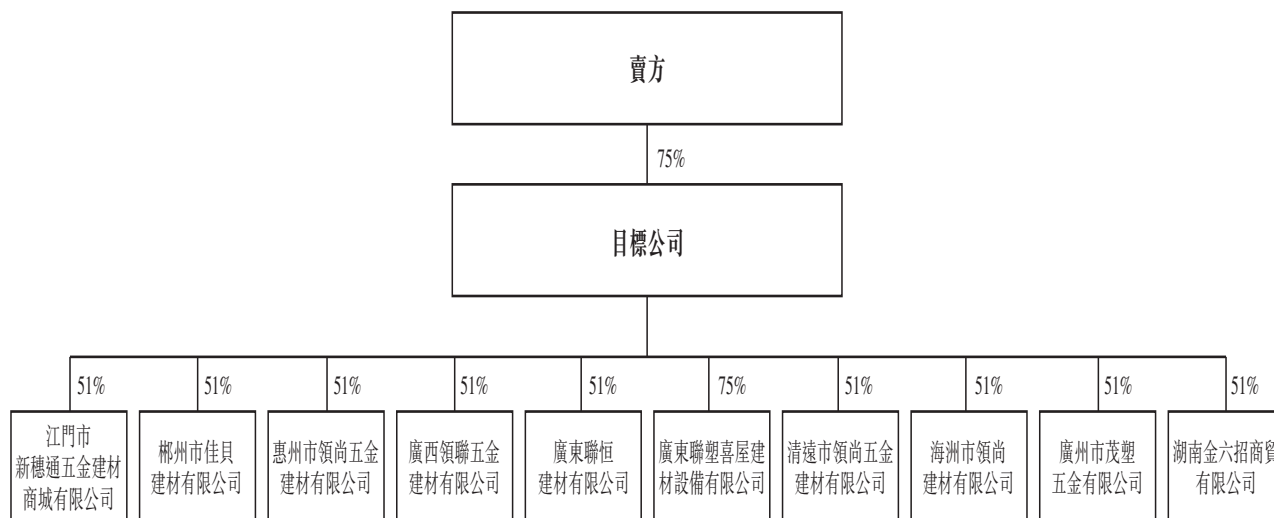 賣方
75%
目標公司
51%
51%
51%
51%
51%
75%
51%
51%
51%
51%
江門市
新穗通五金建材
商城有限公司
郴州市佳貝
建材有限公司
惠州市領尚五金
建材有限公司
廣西領聯五金
建材有限公司
廣東聯恒
建材有限公司
廣東聯塑喜屋建
材設備有限公司
清遠市領尚五金
建材有限公司
海洲市領尚
建材有限公司
廣州市茂塑
五金有限公司
湖南金六招商貿
有限公司